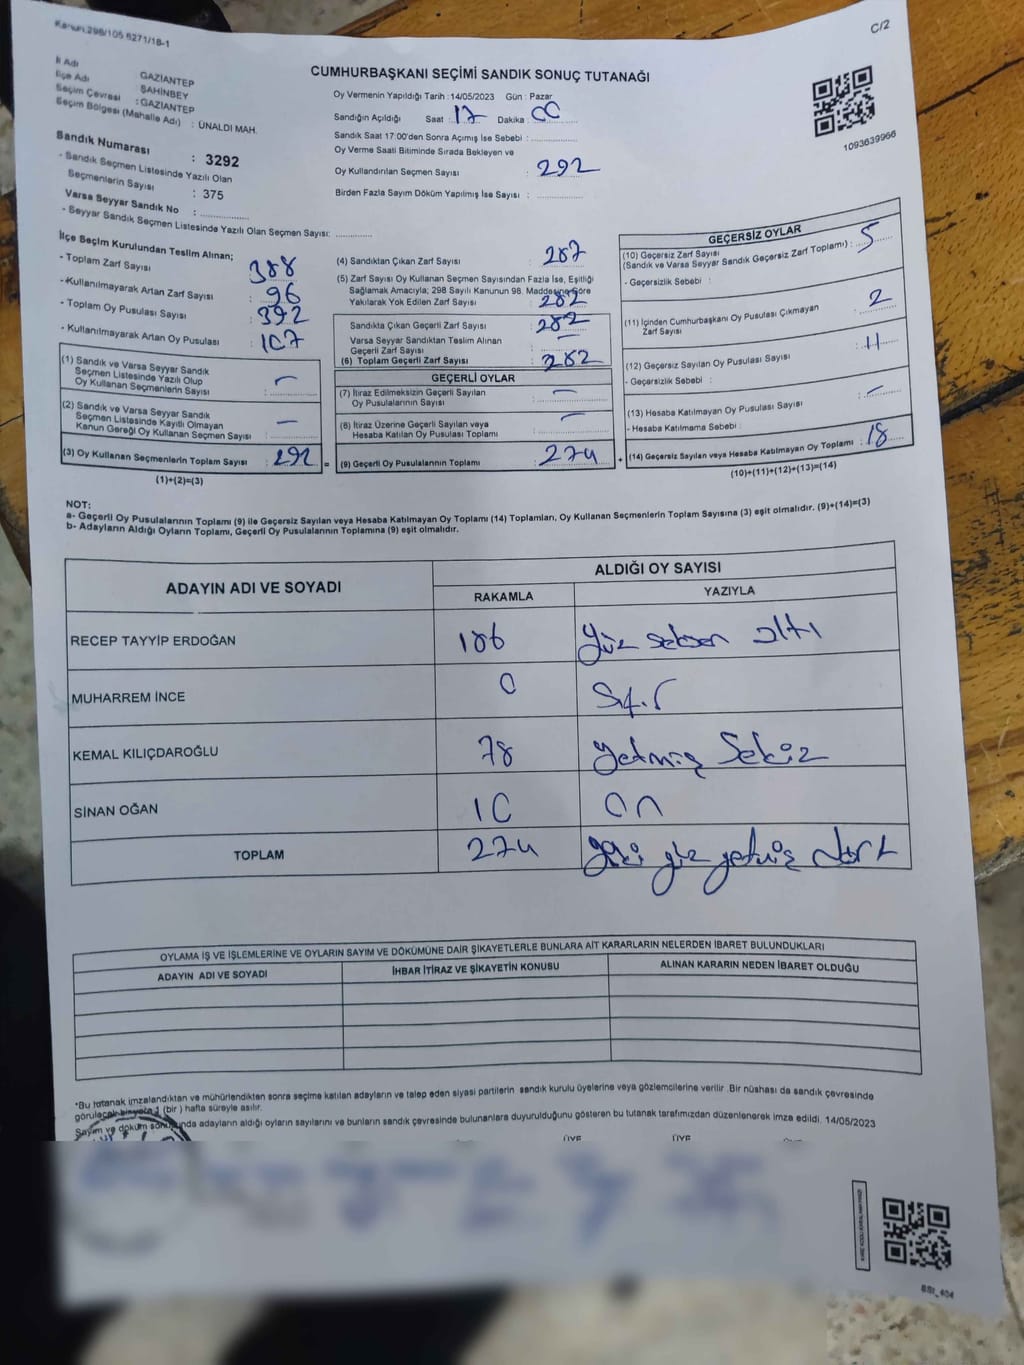 Kanun.298/105 6271/18-1
C/2
CUMHURBAŞKANI SEÇİMİ SANDIK SONUÇ TUTANAĞI
İl Adı : GAZİANTEP
İlçe Adı : ŞAHİNBEY
Seçim Çevresi : GAZİANTEP
Seçim Bölgesi (Mahalle Adı) : ÜNALDI MAH.
Sandık Numarası : 3292
- Sandık Seçmen Listesinde Yazılı Olan
Seçmenlerin Sayısı : 375
Varsa Seyyar Sandık No : ..............
- Seyyar Sandık Seçmen Listesinde Yazılı Olan Seçmen Sayısı: ............
Oy Vermenin Yapıldığı Tarih :14/05/2023 Gün : Pazar
Sandığın Açıldığı Saat : 17 Dakika : 00
Sandık Saat 17:00'den Sonra Açımış İse Sebebi : ..............
Oy Verme Saati Bitiminde Sırada Bekleyen ve
Oy Kullandırılan Seçmen Sayısı : 292
Birden Fazla Sayım Döküm Yapılmış İse Sayısı : ..............
1093639966
İlçe Seçim Kurulundan Teslim Alınan;
- Toplam Zarf Sayısı : 388
- Kullanılmayarak Artan Zarf Sayısı : 96
- Toplam Oy Pusulası Sayısı : 392
- Kullanılmayarak Artan Oy Pusulası : 107
(1) Sandık ve Varsa Seyyar Sandık
Seçmen Listesinde Yazılı Olup
Oy Kullanan Seçmenlerin Sayısı : —
(2) Sandık ve Varsa Seyyar Sandık
Seçmen Listesinde Kayıtlı Olmayan
Kanun Gereği Oy Kullanan Seçmen Sayısı : —
(3) Oy Kullanan Seçmenlerin Toplam Sayısı : 292
(1)+(2)=(3)
(4) Sandıktan Çıkan Zarf Sayısı : 287
(5) Zarf Sayısı Oy Kullanan Seçmen Sayısından Fazla İse, Eşitliği
Sağlamak Amacıyla; 298 Sayılı Kanunun 98. Maddesine Göre
Yakılarak Yok Edilen Zarf Sayısı : 282
Sandıkta Çıkan Geçerli Zarf Sayısı : 282
Varsa Seyyar Sandıktan Teslim Alınan
Geçerli Zarf Sayısı : —
(6) Toplam Geçerli Zarf Sayısı : 282
GEÇERLİ OYLAR
(7) İtiraz Edilmeksizin Geçerli Sayılan
Oy Pusulalarının Sayısı : —
(8) İtiraz Üzerine Geçerli Sayılan veya
Hesaba Katılan Oy Pusulası Toplamı : —
= (9) Geçerli Oy Pusulalarının Toplamı : 274
GEÇERSİZ OYLAR
(10) Geçersiz Zarf Sayısı
(Sandık ve Varsa Seyyar Sandık Geçersiz Zarf Toplamı) : 5
- Geçersizlik Sebebi :
(11) İçinden Cumhurbaşkanı Oy Pusulası Çıkmayan
Zarf Sayısı : 2
(12) Geçersiz Sayılan Oy Pusulası Sayısı : 11
- Geçersizlik Sebebi :
(13) Hesaba Katılmayan Oy Pusulası Sayısı : —
- Hesaba Katılmama Sebebi :
+ (14) Geçersiz Sayılan veya Hesaba Katılmayan Oy Toplamı : 18
(10)+(11)+(12)+(13)=(14)
NOT:
a- Geçerli Oy Pusulalarının Toplamı (9) ile Geçersiz Sayılan veya Hesaba Katılmayan Oy Toplamı (14) Toplamları, Oy Kullanan Seçmenlerin Toplam Sayısına (3) eşit olmalıdır. (9)+(14)=(3)
b- Adayların Aldığı Oyların Toplamı, Geçerli Oy Pusulalarının Toplamına (9) eşit olmalıdır.
ADAYIN ADI VE SOYADI ALDIĞI OY SAYISI
RAKAMLA YAZIYLA
RECEP TAYYİP ERDOĞAN 186 Yüz seksen altı
MUHARREM İNCE 0 Sıfır
KEMAL KILIÇDAROĞLU 78 Yetmiş Sekiz
SİNAN OĞAN 10 On
TOPLAM 274 iki yüz yetmiş dört
OYLAMA İŞ VE İŞLEMLERİNE VE OYLARIN SAYIM VE DÖKÜMÜNE DAİR ŞİKAYETLERLE BUNLARA AİT KARARLARIN NELERDEN İBARET BULUNDUKLARI
ADAYIN ADI VE SOYADI İHBAR İTİRAZ VE ŞİKAYETİN KONUSU ALINAN KARARIN NEDEN İBARET OLDUĞU
*Bu tutanak imzalandıktan ve mühürlendikten sonra seçime katılan adayların ve talep eden siyasi partilerin sandık kurulu üyelerine veya gözlemcilerine verilir. Bir nüshası da sandık çevresinde
görülecek bir yere 1 (bir) hafta süreyle asılır.
Sayım ve döküm sonucunda adayların aldığı oyların sayılarını ve bunların sandık çevresinde bulunanlara duyurulduğunu gösteren bu tutanak tarafımızdan düzenlenerek imza edildi. 14/05/2023
ÜYE ÜYE